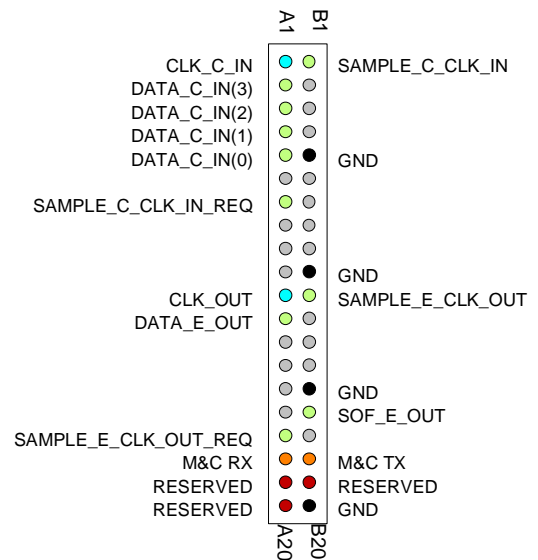 A1 B1
CLK_C_IN SAMPLE_C_CLK_IN
DATA_C_IN(3)
DATA_C_IN(2)
DATA_C_IN(1)
DATA_C_IN(0) GND
SAMPLE_C_CLK_IN_REQ
GND
CLK_OUT SAMPLE_E_CLK_OUT
DATA_E_OUT
GND
SOF_E_OUT
SAMPLE_E_CLK_OUT_REQ
M&C RX M&C TX
RESERVED RESERVED
RESERVED GND
A20 B20